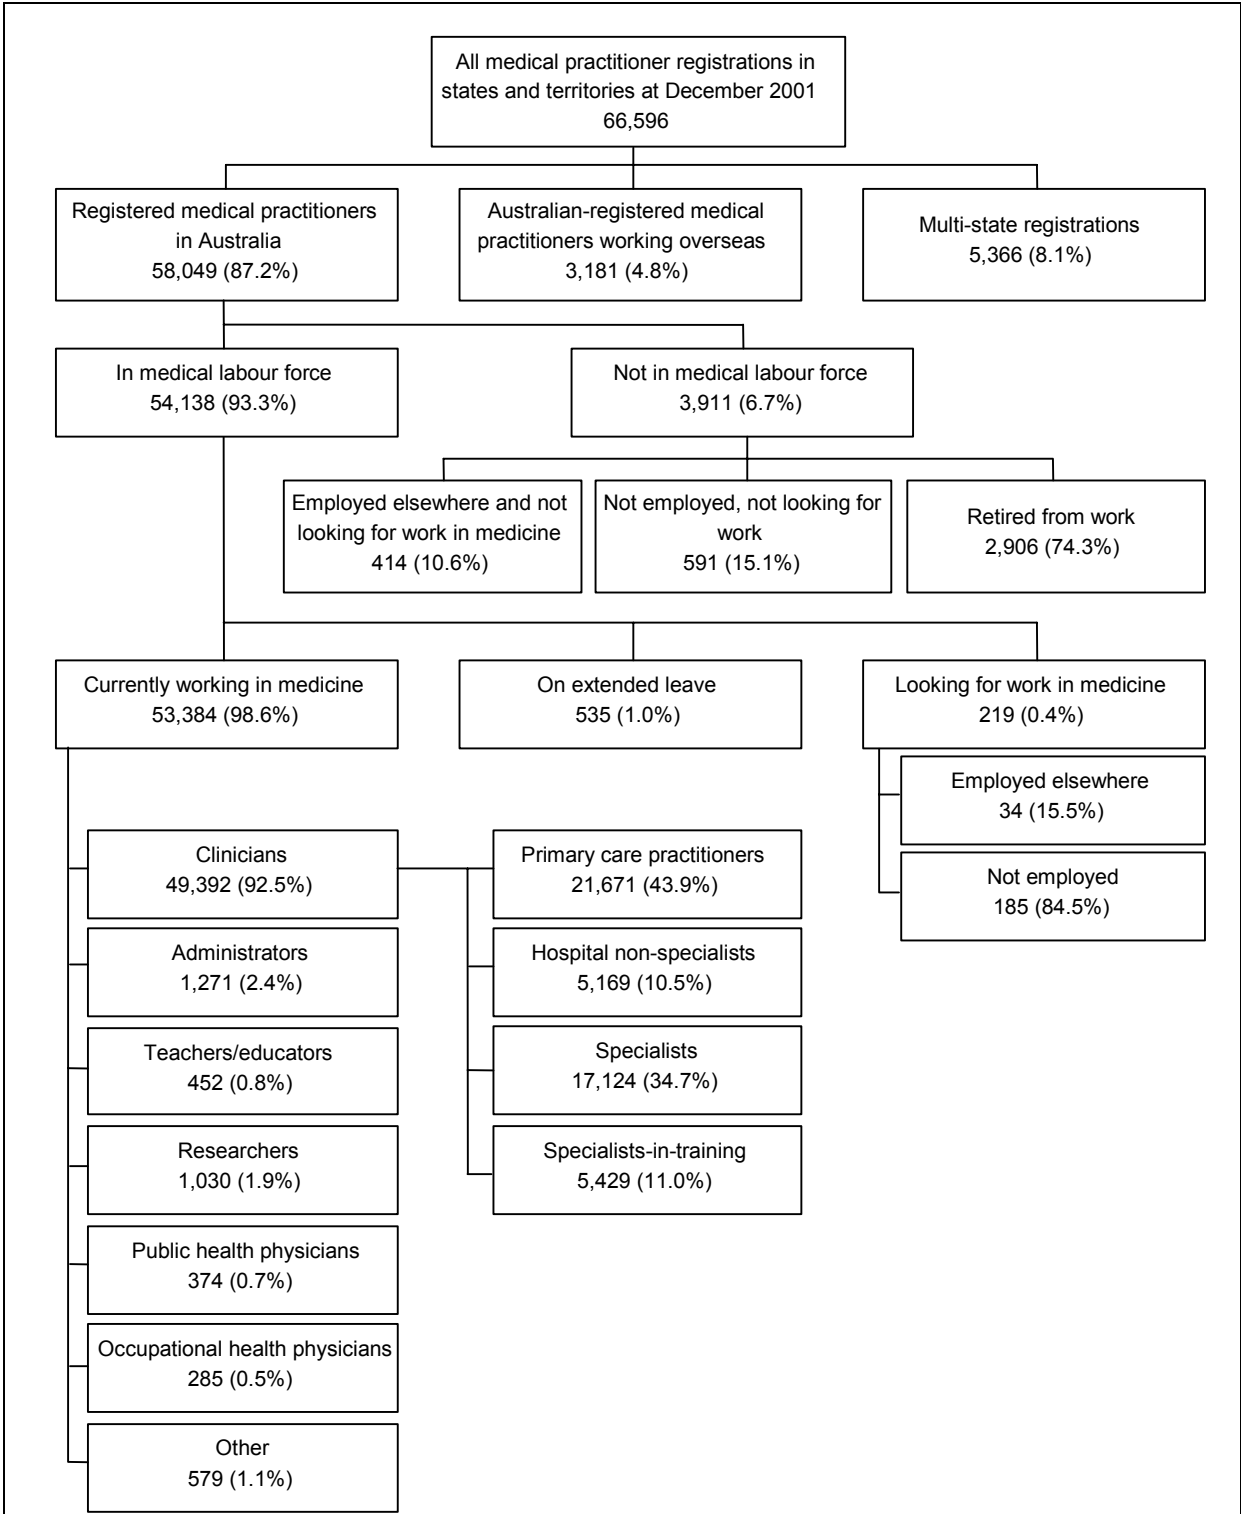 All medical practitioner registrations in
states and territories at December 2001
66,596
Registered medical practitioners
in Australia
58,049 (87.2%)
Australian-registered medical
practitioners working overseas
3,181 (4.8%)
Multi-state registrations
5,366 (8.1%)
In medical labour force
54,138 (93.3%)
Not in medical labour force
3,911 (6.7%)
Employed elsewhere and not
looking for work in medicine
414 (10.6%)
Not employed, not looking for
work
591 (15.1%)
Retired from work
2,906 (74.3%)
Currently working in medicine
53,384 (98.6%)
On extended leave
535 (1.0%)
Looking for work in medicine
219 (0.4%)
Employed elsewhere
34 (15.5%)
Not employed
185 (84.5%)
Clinicians
49,392 (92.5%)
Administrators
1,271 (2.4%)
Teachers/educators
452 (0.8%)
Researchers
1,030 (1.9%)
Public health physicians
374 (0.7%)
Occupational health physicians
285 (0.5%)
Other
579 (1.1%)
Primary care practitioners
21,671 (43.9%)
Hospital non-specialists
5,169 (10.5%)
Specialists
17,124 (34.7%)
Specialists-in-training
5,429 (11.0%)